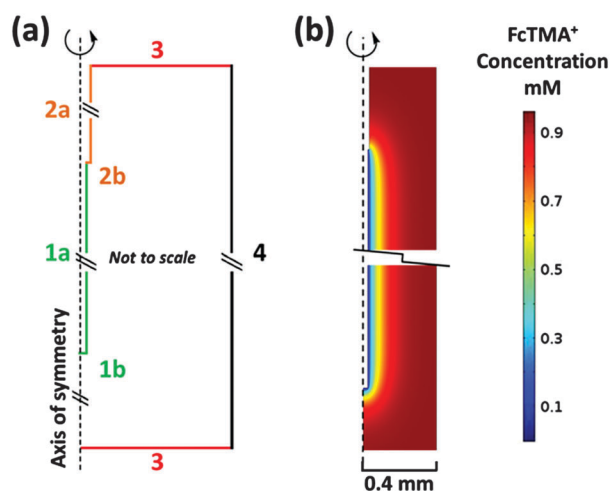 (a)
3
2a
2b
1a
Not to scale
4
1b
Axis of symmetry
3
(b)
0.4 mm
FcTMA⁺
Concentration
mM
0.9
0.7
0.5
0.3
0.1